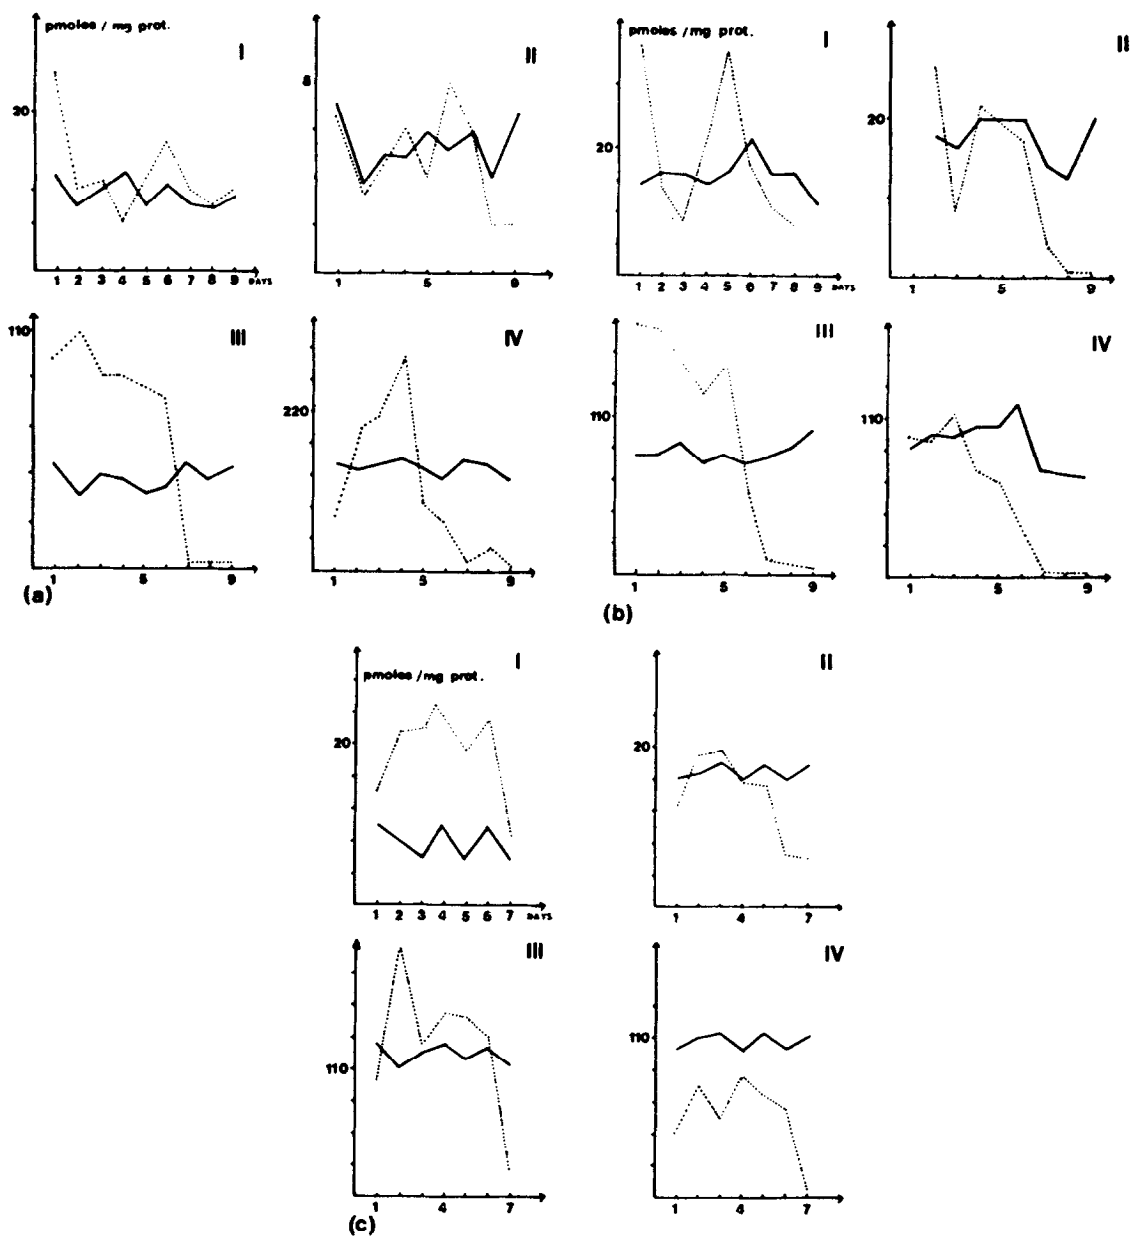 pmoles / mg prot.
I
20
1 2 3 4 5 6 7 8 9 DAYS
II
8
1 5 9
III
110
1 5 9
IV
220
1 5 9
(a)
pmoles /mg prot.
I
20
1 2 3 4 5 6 7 8 9 DAYS
II
20
1 5 9
III
110
1 5 9
IV
110
1 5 9
(b)
pmoles /mg prot.
I
20
1 2 3 4 5 6 7 DAYS
II
20
1 4 7
III
110
1 4 7
IV
110
1 4 7
(c)